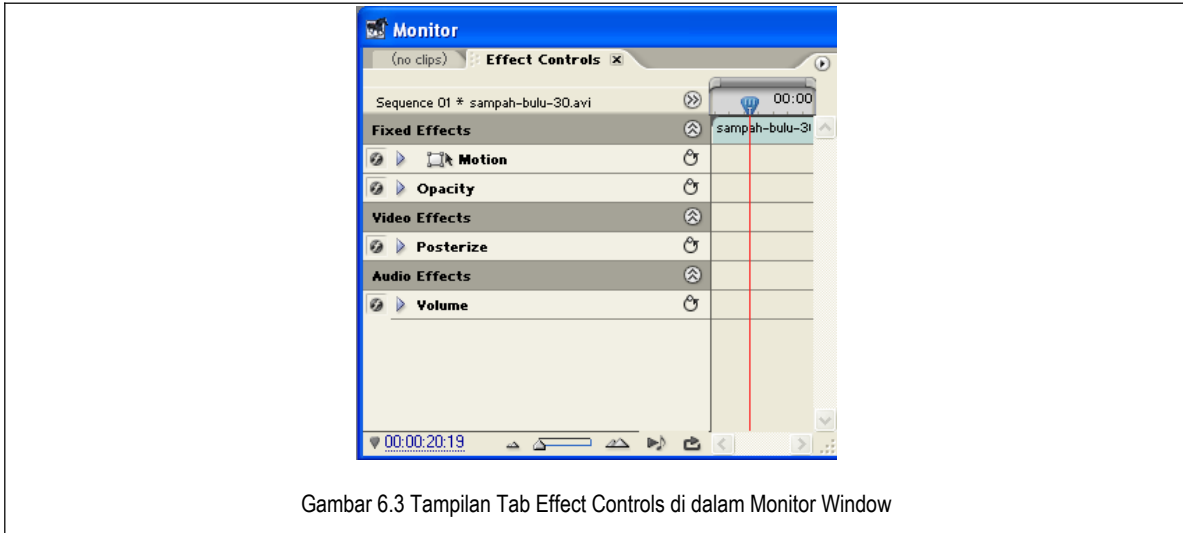 Monitor
(no clips) Effect Controls
Sequence 01 * sampah-bulu-30.avi 00:00
Fixed Effects sampah-bulu-3
Motion
Opacity
Video Effects
Posterize
Audio Effects
Volume
00:00:20:19
Gambar 6.3 Tampilan Tab Effect Controls di dalam Monitor Window